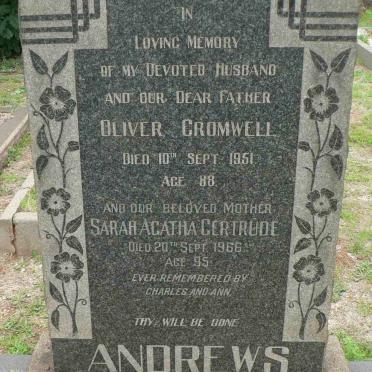 IN
LOVING MEMORY
OF MY DEVOTED HUSBAND
AND OUR DEAR FATHER
OLIVER CROMWELL
DIED 10TH SEPT. 1951
AGE 88
AND OUR BELOVED MOTHER
SARAH AGATHA GERTRUDE
DIED 20TH SEPT. 1966
AGE 95
EVER REMEMBERED BY
CHARLES AND ANN.
THY WILL BE DONE
ANDREWS